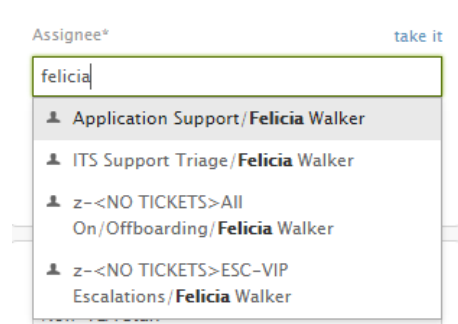 Assignee* take it
felicia
Application Support/Felicia Walker
ITS Support Triage/Felicia Walker
z-<NO TICKETS>All
On/Offboarding/Felicia Walker
z-<NO TICKETS>ESC-VIP
Escalations/Felicia Walker